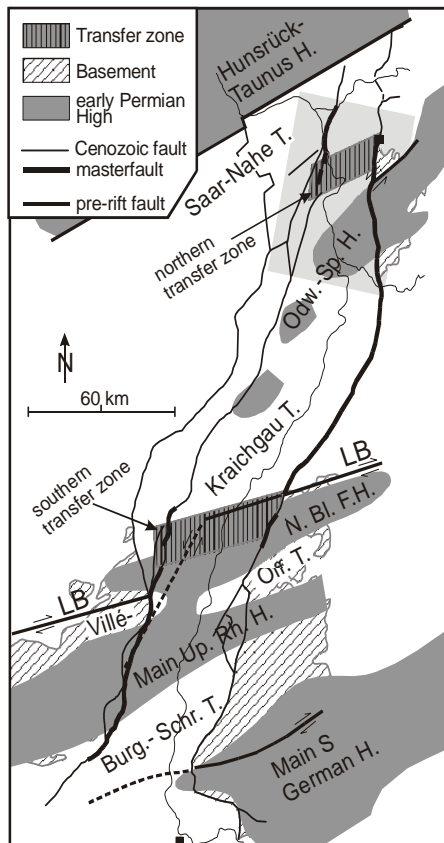 Transfer zone
Basement
early Permian
High
Cenozoic fault
masterfault
pre-rift fault
Hunsrück-
Taunus H.
Saar-Nahe T.
northern
transfer zone
Odw.-Sp. H.
N
60 km
Kraichgau T.
southern
transfer zone
LB
N. Bl. F.H.
LB
Off. T.
Villé-
Main Up. Rh. H.
Burg.- Schr. T.
Main S
German H.